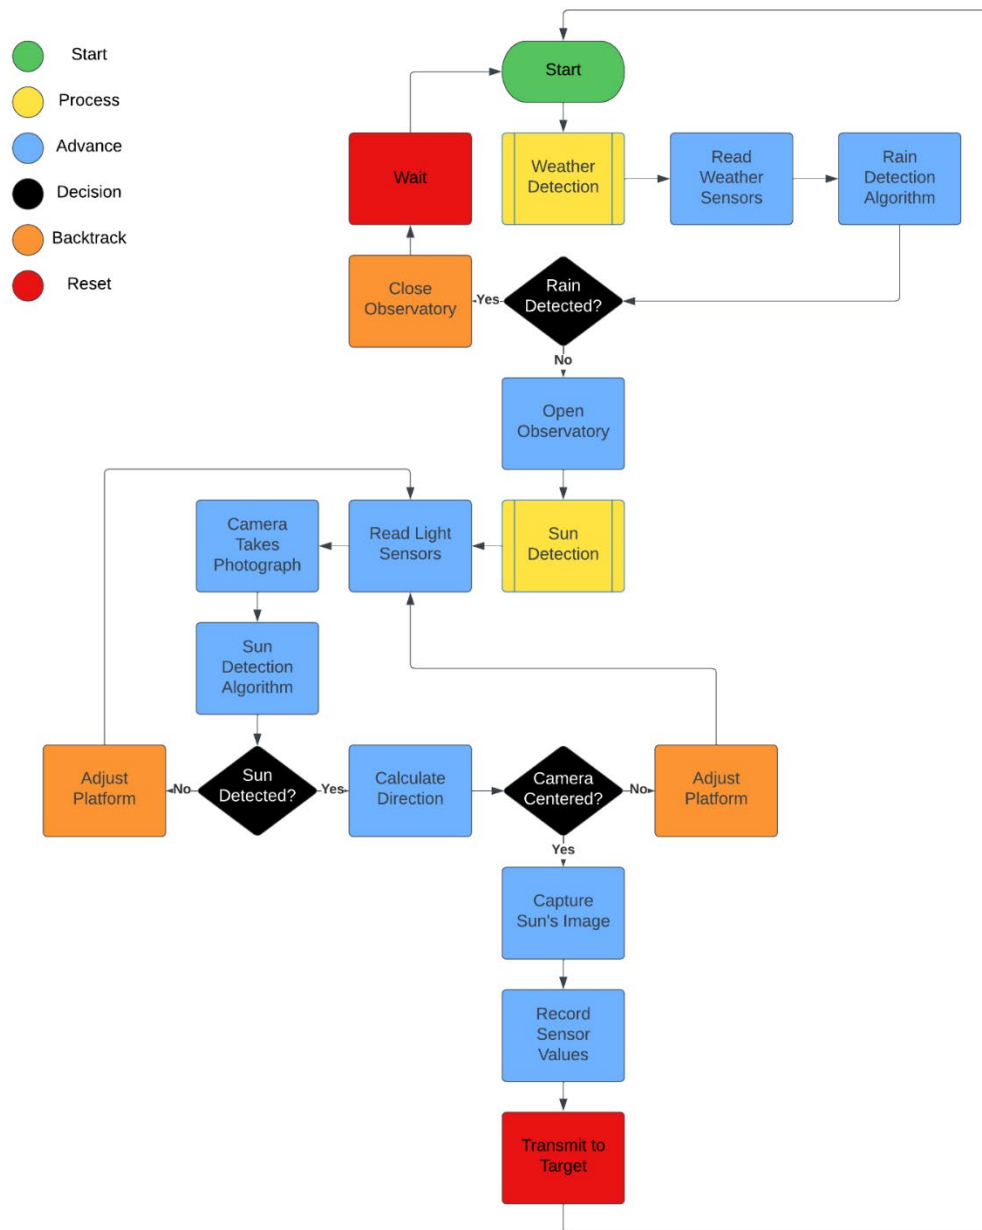 Start
Process
Advance
Decision
Backtrack
Reset
Start
Wait
Weather
Detection
Read
Weather
Sensors
Rain
Detection
Algorithm
Close
Observatory
Yes
Rain
Detected?
No
Open
Observatory
Camera
Takes
Photograph
Read Light
Sensors
Sun
Detection
Sun
Detection
Algorithm
Adjust
Platform
No
Sun
Detected?
Yes
Calculate
Direction
Camera
Centered?
No
Adjust
Platform
Yes
Capture
Sun's Image
Record
Sensor
Values
Transmit to
Target